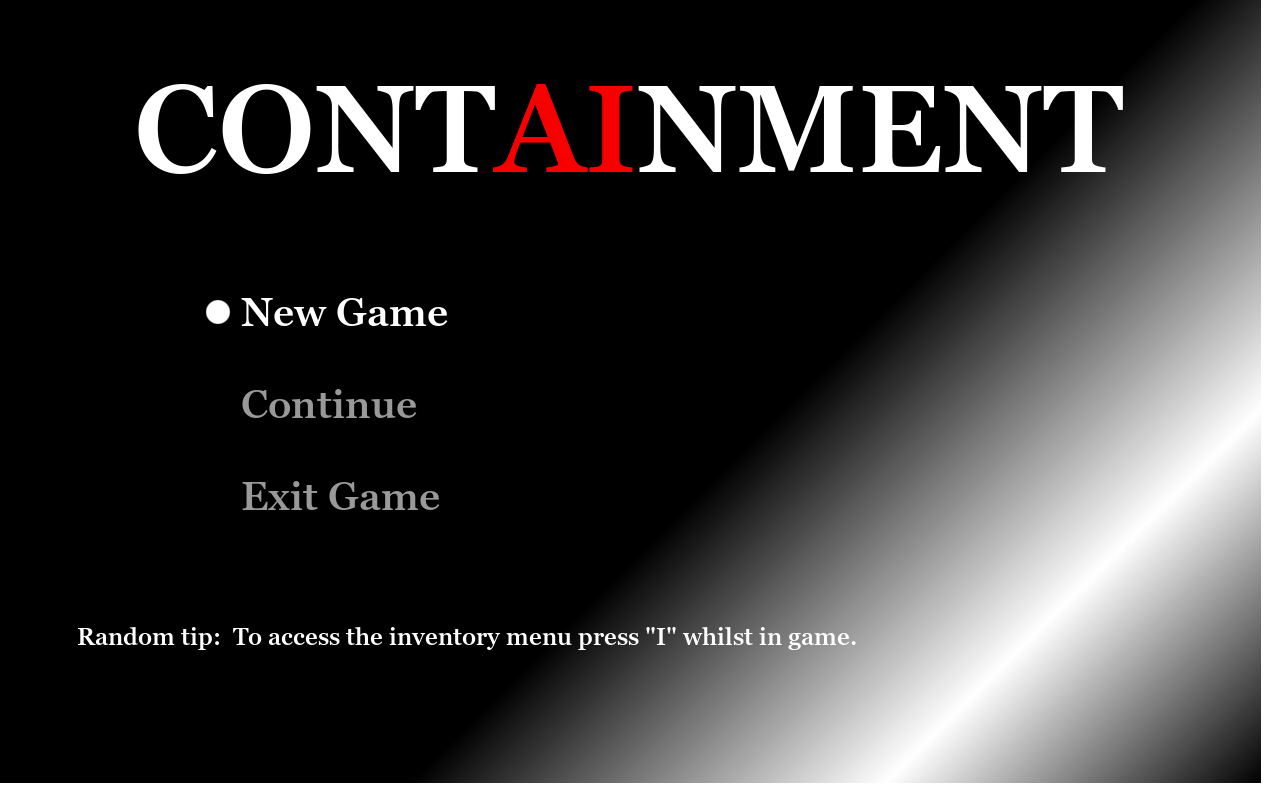 CONTAINMENT
New Game
Continue
Exit Game
Random tip:  To access the inventory menu press "I" whilst in game.